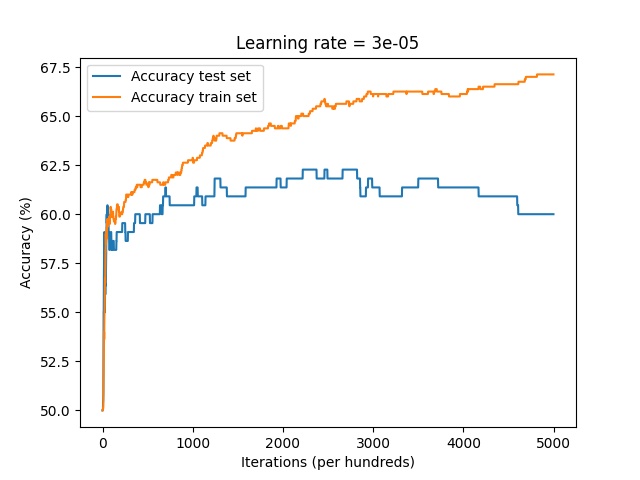 Learning rate = 3e-05
Accuracy test set
Accuracy train set
67.5
65.0
62.5
60.0
57.5
55.0
52.5
50.0
Accuracy (%)
0 1000 2000 3000 4000 5000
Iterations (per hundreds)